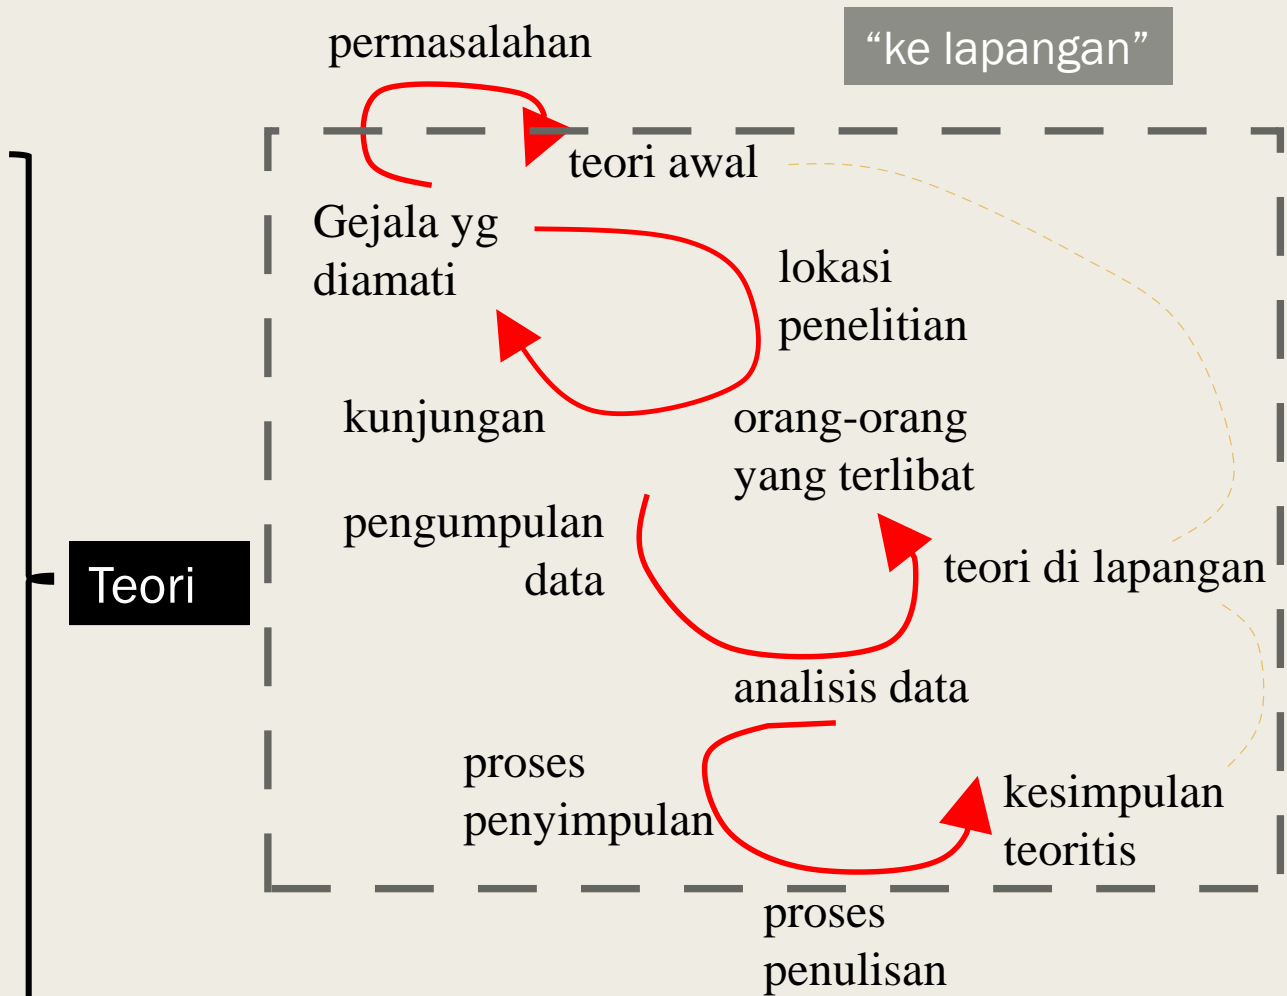 permasalahan
“ke lapangan”
teori awal
Gejala yg
diamati
lokasi
penelitian
kunjungan
orang-orang
yang terlibat
pengumpulan
data
teori di lapangan
Teori
analisis data
proses
penyimpulan
kesimpulan
teoritis
proses
penulisan